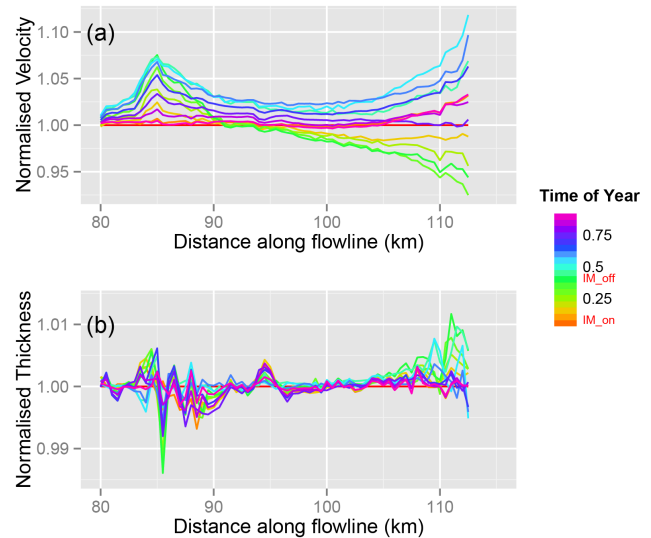 (a)
Normalised Velocity
1.10
1.05
1.00
0.95
80 90 100 110
Distance along flowline (km)
Time of Year
0.75
0.5
IM_off
0.25
IM_on
(b)
Normalised Thickness
1.01
1.00
0.99
80 90 100 110
Distance along flowline (km)